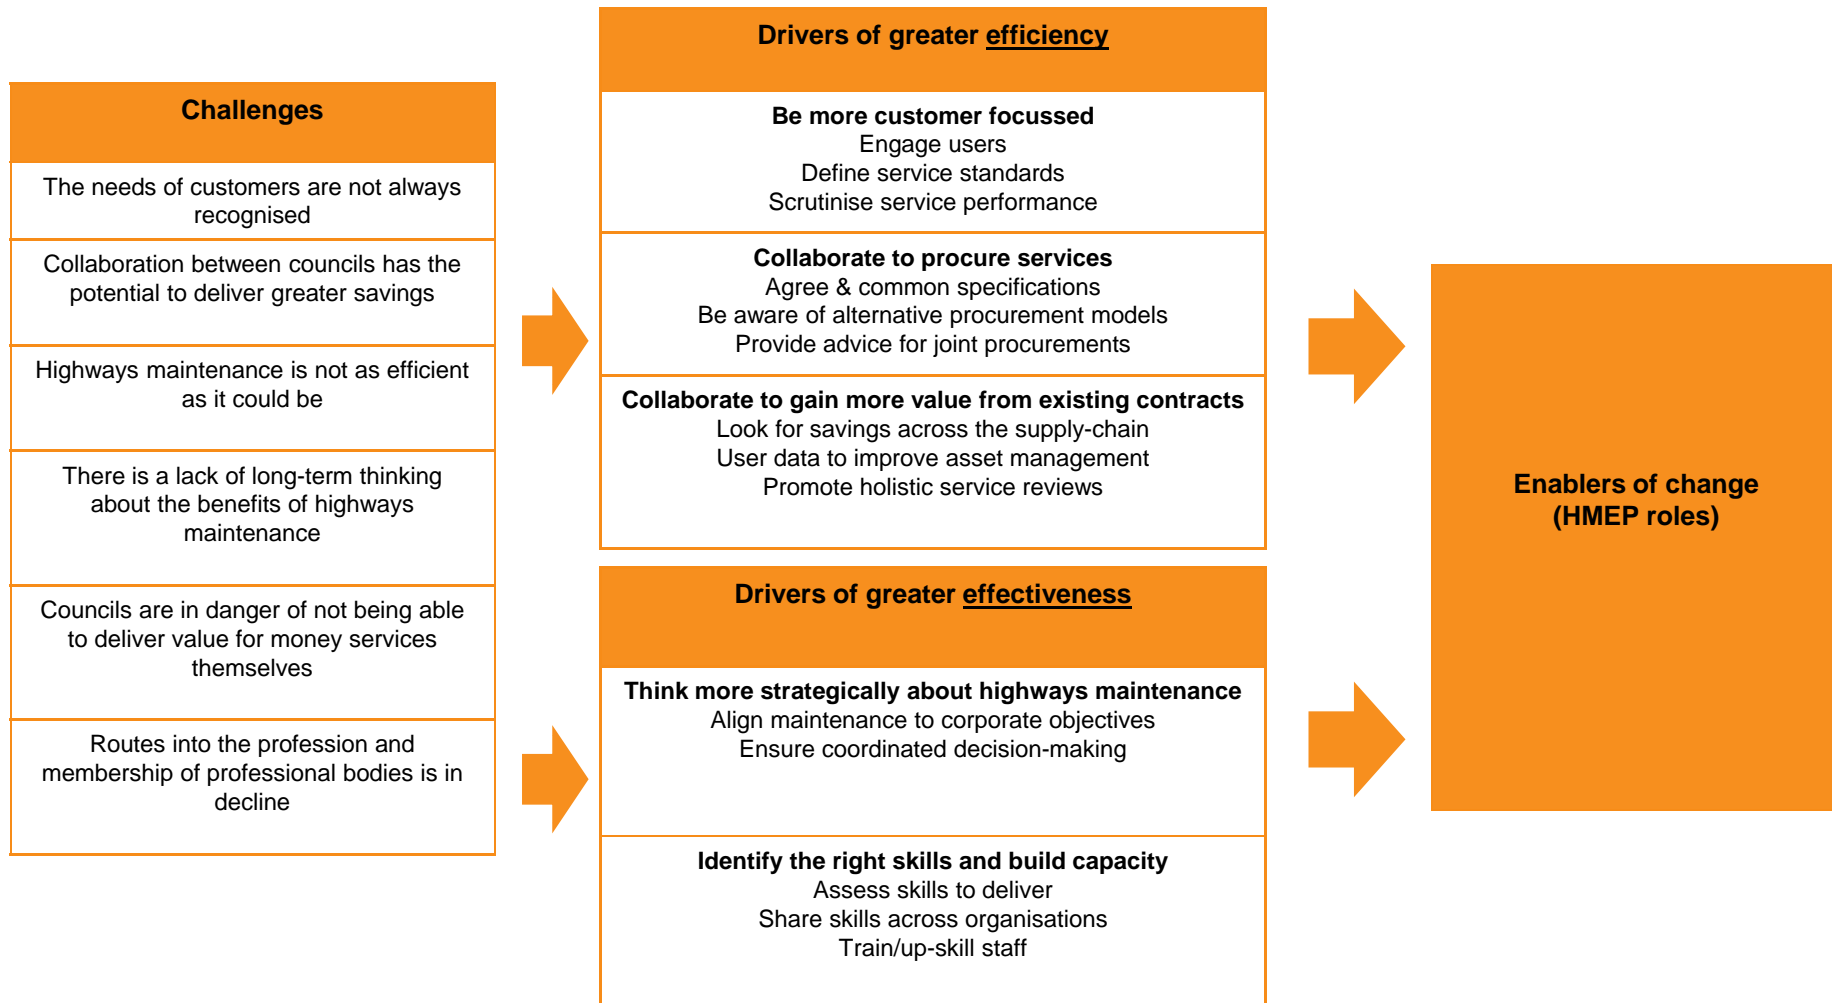 Challenges
The needs of customers are not always
recognised
Collaboration between councils has the
potential to deliver greater savings
Highways maintenance is not as efficient
as it could be
There is a lack of long-term thinking
about the benefits of highways
maintenance
Councils are in danger of not being able
to deliver value for money services
themselves
Routes into the profession and
membership of professional bodies is in
decline
Drivers of greater efficiency
Be more customer focussed
Engage users
Define service standards
Scrutinise service performance
Collaborate to procure services
Agree & common specifications
Be aware of alternative procurement models
Provide advice for joint procurements
Collaborate to gain more value from existing contracts
Look for savings across the supply-chain
User data to improve asset management
Promote holistic service reviews
Drivers of greater effectiveness
Think more strategically about highways maintenance
Align maintenance to corporate objectives
Ensure coordinated decision-making
Identify the right skills and build capacity
Assess skills to deliver
Share skills across organisations
Train/up-skill staff
Enablers of change
(HMEP roles)